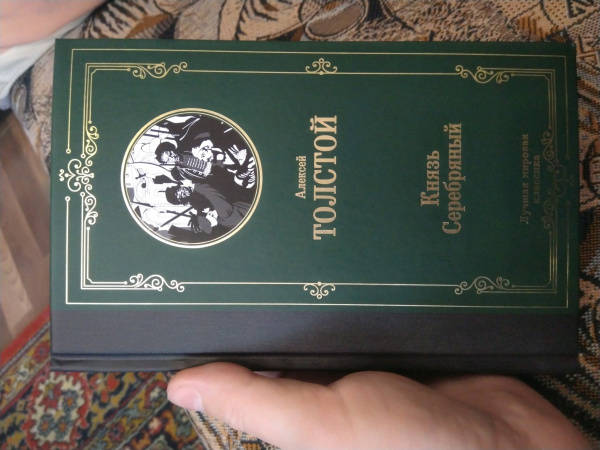 Алексей
ТОЛСТОЙ
Князь
Серебряный
Лучшая мировая
классика